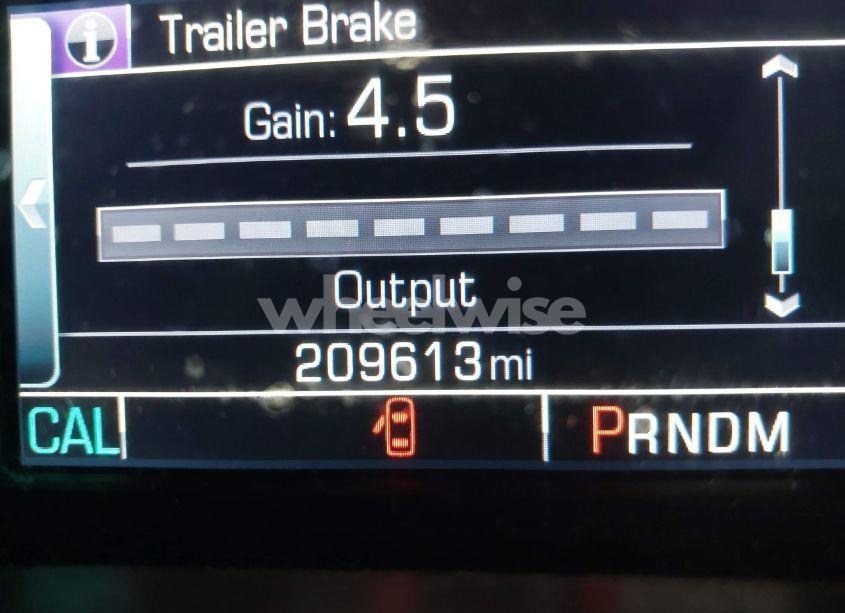 Trailer Brake
Gain: 4.5
Output
wheelwise
209613 mi
CAL
PRNDM